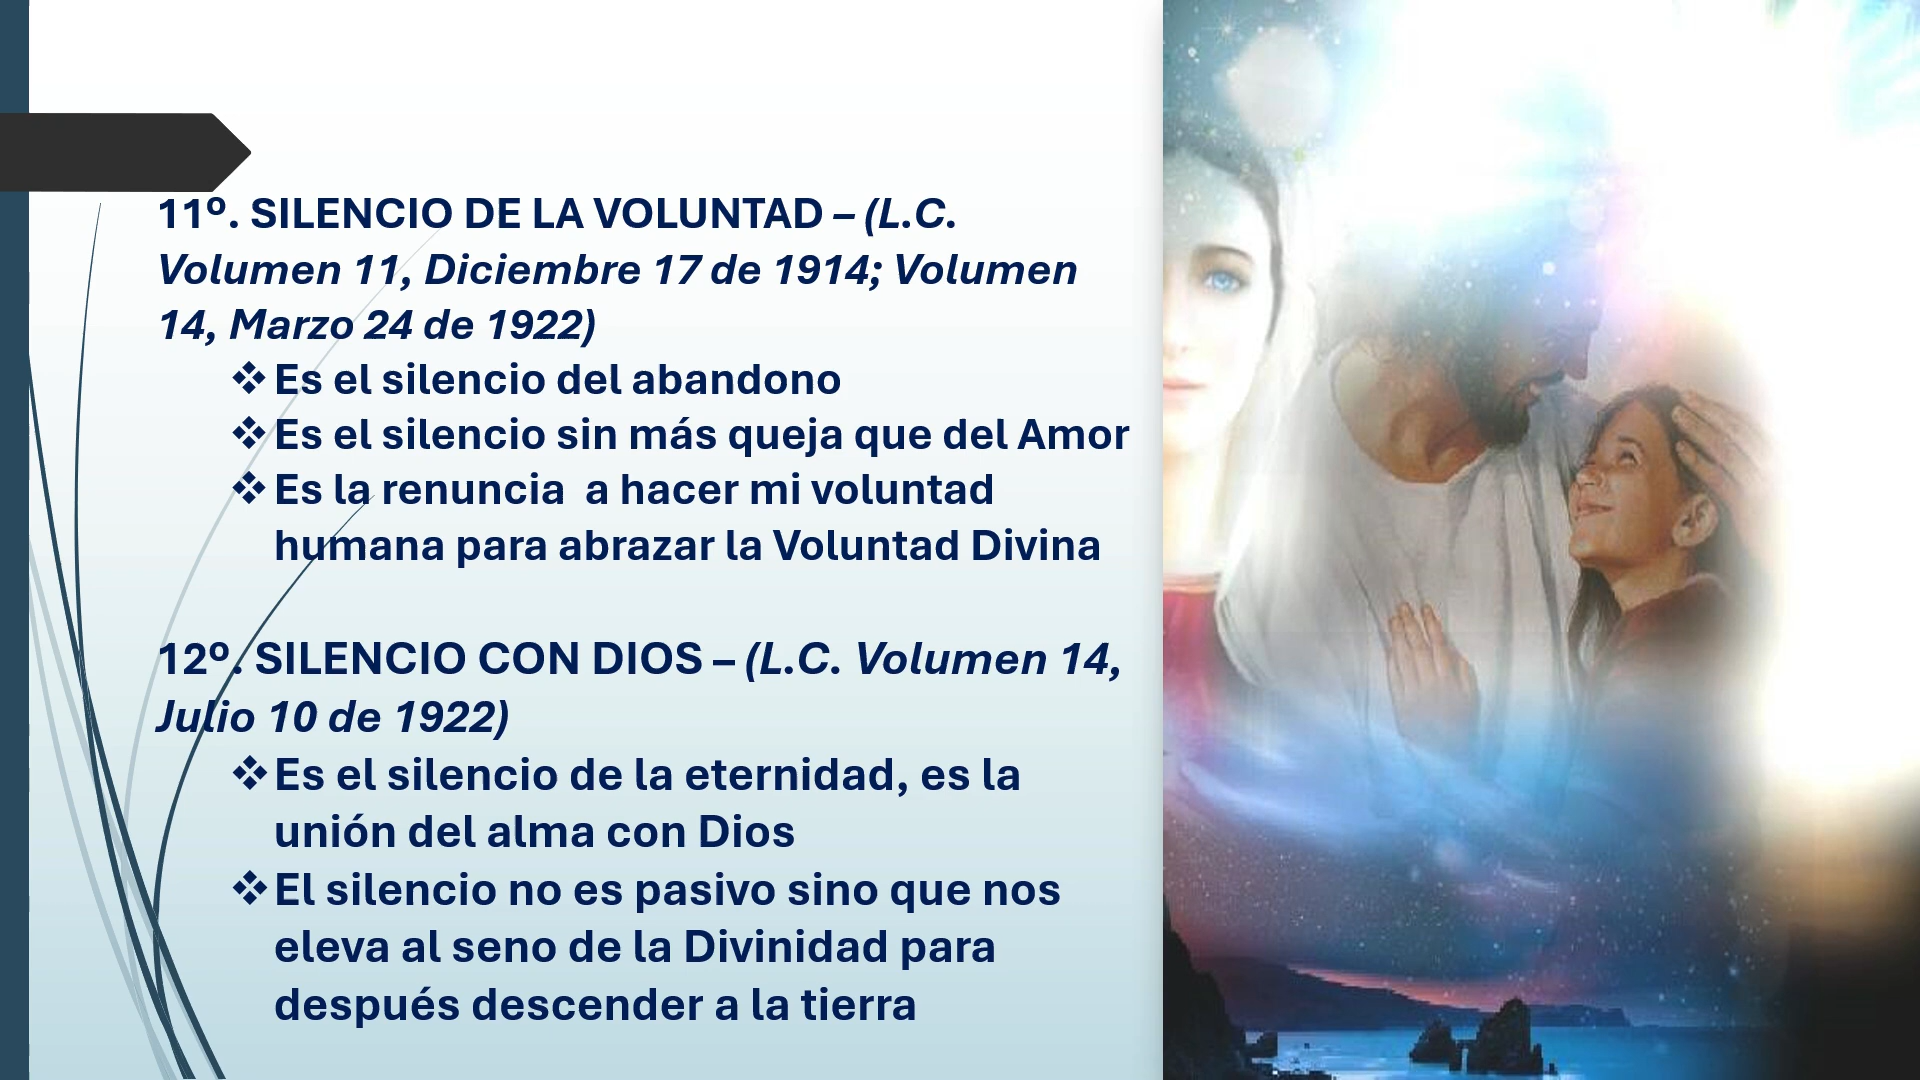 11º. SILENCIO DE LA VOLUNTAD – (L.C.
Volumen 11, Diciembre 17 de 1914; Volumen
14, Marzo 24 de 1922)
❖Es el silencio del abandono
❖Es el silencio sin más queja que del Amor
❖Es la renuncia  a hacer mi voluntad
humana para abrazar la Voluntad Divina
12º. SILENCIO CON DIOS – (L.C. Volumen 14,
Julio 10 de 1922)
❖Es el silencio de la eternidad, es la
unión del alma con Dios
❖El silencio no es pasivo sino que nos
eleva al seno de la Divinidad para
después descender a la tierra